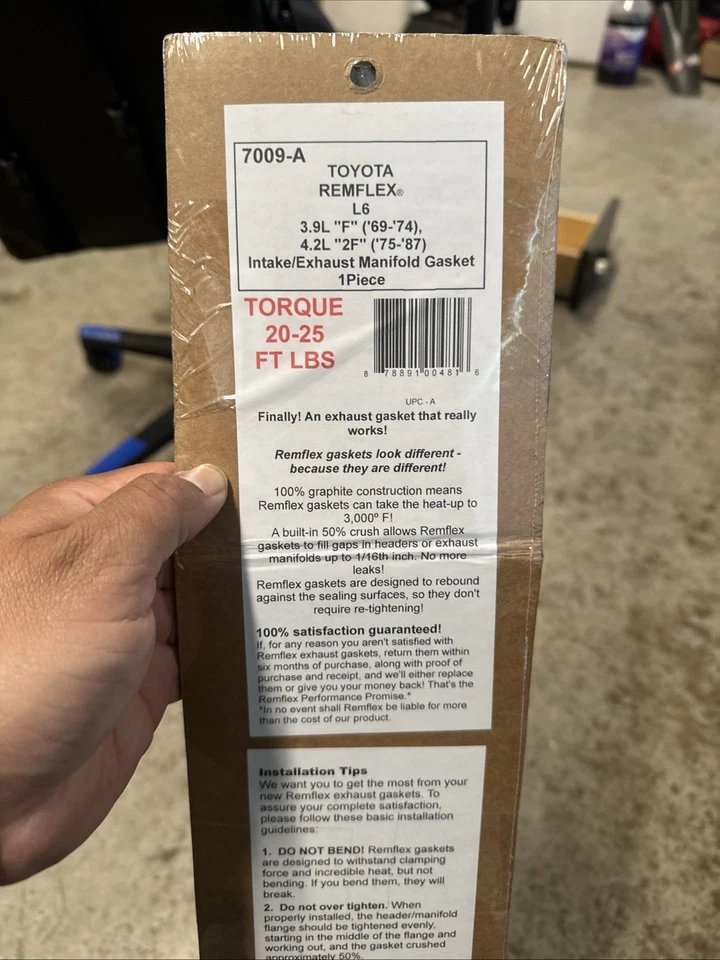 7009-A
TOYOTA
REMFLEX®
L6
3.9L "F" ('69-'74),
4.2L "2F" ('75-'87)
Intake/Exhaust Manifold Gasket
1Piece
TORQUE
20-25
FT LBS
8 78891 00481 6
UPC - A
Finally! An exhaust gasket that really
works!
Remflex gaskets look different -
because they are different!
100% graphite construction means
Remflex gaskets can take the heat-up to
3,000º F!
A built-in 50% crush allows Remflex
gaskets to fill gaps in headers or exhaust
manifolds up to 1/16th inch. No more
leaks!
Remflex gaskets are designed to rebound
against the sealing surfaces, so they don't
require re-tightening!
100% satisfaction guaranteed!
If, for any reason you aren't satisfied with
Remflex exhaust gaskets, return them within
six months of purchase, along with proof of
purchase and receipt, and we'll either replace
them or give you your money back! That's the
Remflex Performance Promise.*
*In no event shall Remflex be liable for more
than the cost of our product.
Installation Tips
We want you to get the most from your
new Remflex exhaust gaskets. To
assure your complete satisfaction,
please follow these basic installation
guidelines:
1. DO NOT BEND! Remflex gaskets
are designed to withstand clamping
force and incredible heat, but not
bending. If you bend them, they will
break.
2. Do not over tighten. When
properly installed, the header/manifold
flange should be tightened evenly,
starting in the middle of the flange and
working out, and the gasket crushed
approximately 50%.